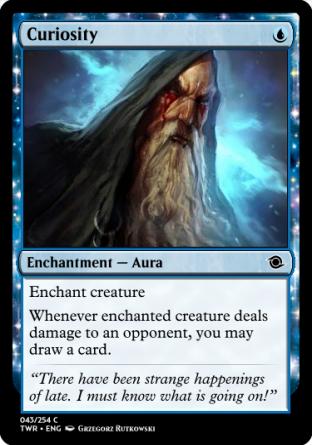 Curiosity
Enchantment — Aura
Enchant creature
Whenever enchanted creature deals
damage to an opponent, you may
draw a card.
“There have been strange happenings
of late. I must know what is going on!”
043/254 C
TWR • ENG Grzegorz Rutkowski